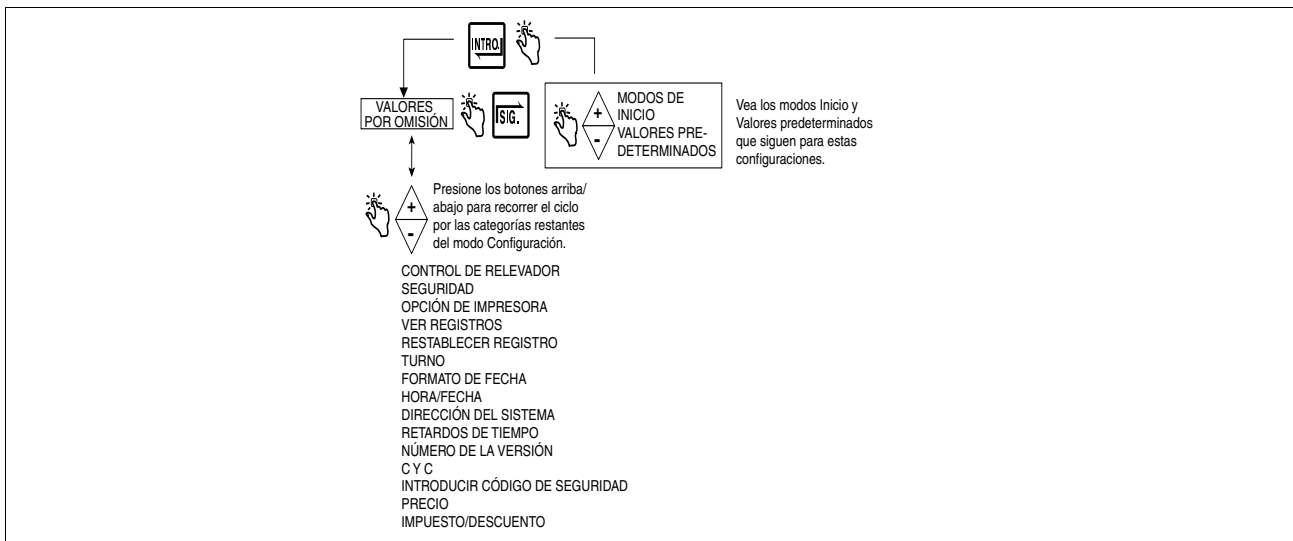 INTRO.
VALORES
POR OMISIÓN
SIG.
+
-
MODOS DE
INICIO
VALORES PRE-
DETERMINADOS
Vea los modos Inicio y
Valores predeterminados
que siguen para estas
configuraciones.
+
-
Presione los botones arriba/
abajo para recorrer el ciclo
por las categorías restantes
del modo Configuración.
CONTROL DE RELEVADOR
SEGURIDAD
OPCIÓN DE IMPRESORA
VER REGISTROS
RESTABLECER REGISTRO
TURNO
FORMATO DE FECHA
HORA/FECHA
DIRECCIÓN DEL SISTEMA
RETARDOS DE TIEMPO
NÚMERO DE LA VERSIÓN
C Y C
INTRODUCIR CÓDIGO DE SEGURIDAD
PRECIO
IMPUESTO/DESCUENTO